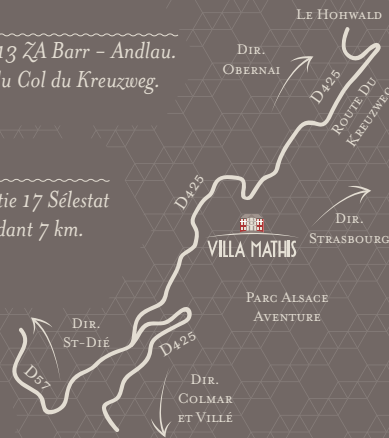 Le Hohwald
13 ZA Barr – Andlau.
Dir.
Obernai
du Col du Kreuzweg.
D425
Route Du
Kreuzweg
tie 17 Sélestat
dant 7 km.
D425
Dir.
Strasbourg
VILLA MATHIS
Parc Alsace
Aventure
Dir.
St-Dié
D425
D57
Dir.
Colmar
et Villé